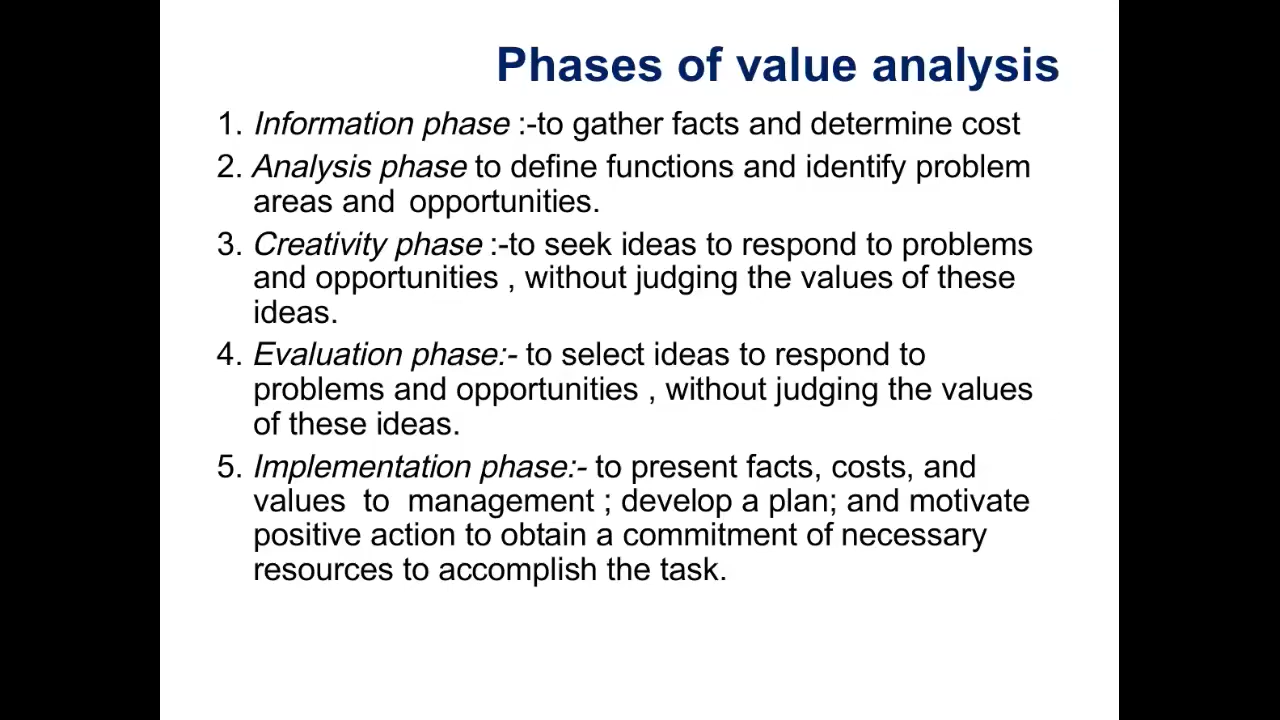 Phases of value analysis
1. Information phase :-to gather facts and determine cost
2. Analysis phase to define functions and identify problem
areas and opportunities.
3. Creativity phase :-to seek ideas to respond to problems
and opportunities , without judging the values of these
ideas.
4. Evaluation phase:- to select ideas to respond to
problems and opportunities , without judging the values
of these ideas.
5. Implementation phase:- to present facts, costs, and
values to management ; develop a plan; and motivate
positive action to obtain a commitment of necessary
resources to accomplish the task.